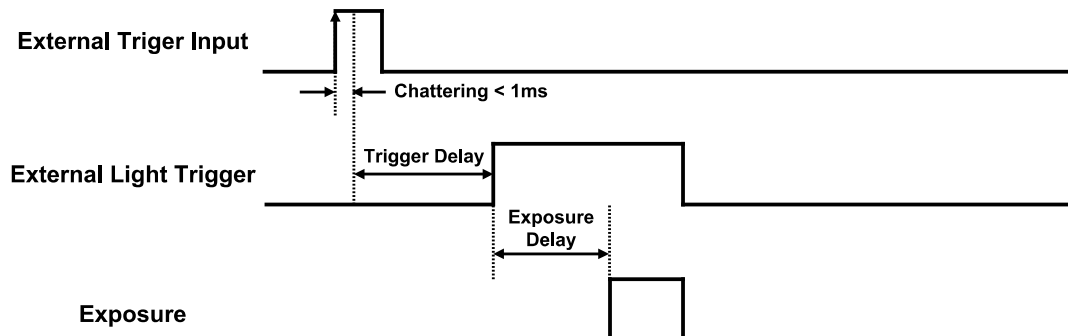 External Triger Input
Chattering < 1ms
Trigger Delay
External Light Trigger
Exposure
Delay
Exposure